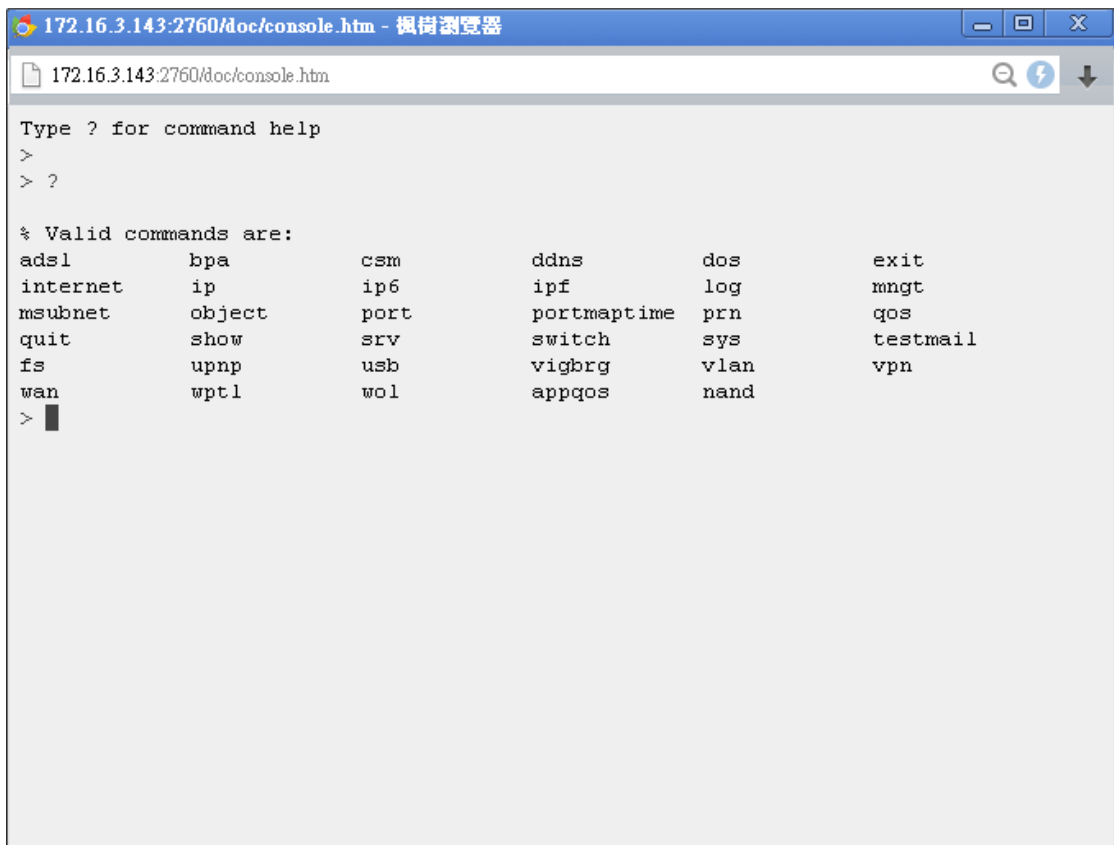 172.16.3.143:2760/doc/console.htm - 楓樹瀏覽器
172.16.3.143:2760/doc/console.htm
Type ? for command help
>
> ?
% Valid commands are:
adsl bpa csm ddns dos exit
internet ip ip6 ipf log mngt
msubnet object port portmaptime prn qos
quit show srv switch sys testmail
fs upnp usb vigbrg vlan vpn
wan wptl wol appqos nand
>